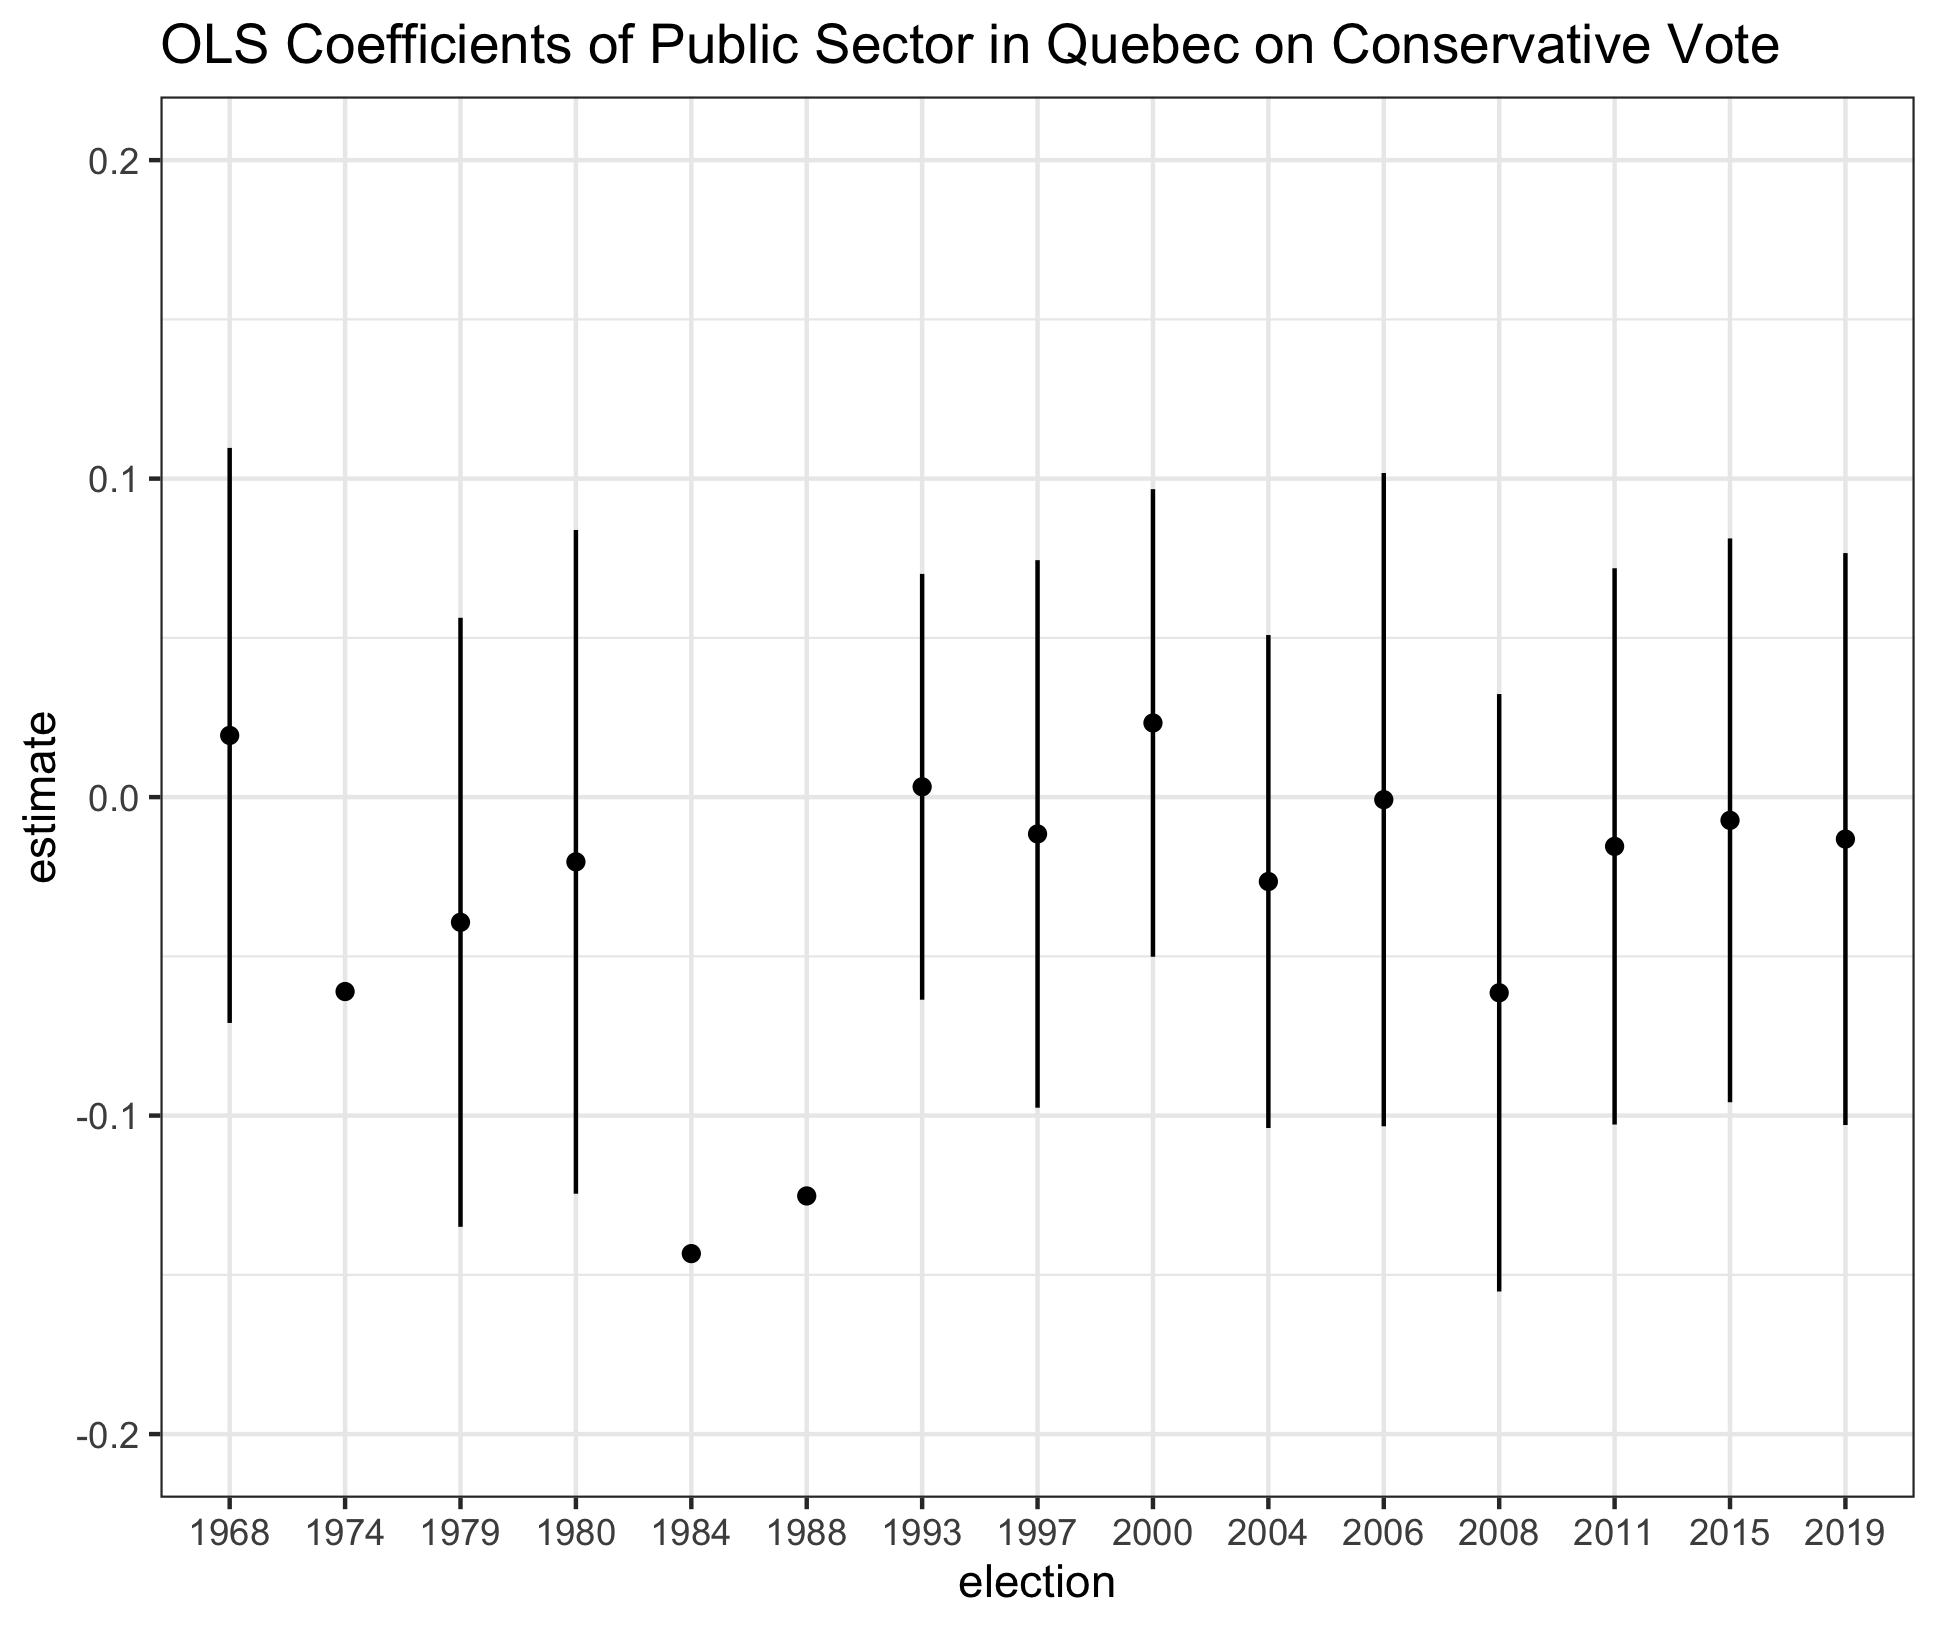 OLS Coefficients of Public Sector in Quebec on Conservative Vote
0.2
0.1
0.0
-0.1
-0.2
estimate
1968 1974 1979 1980 1984 1988 1993 1997 2000 2004 2006 2008 2011 2015 2019
election